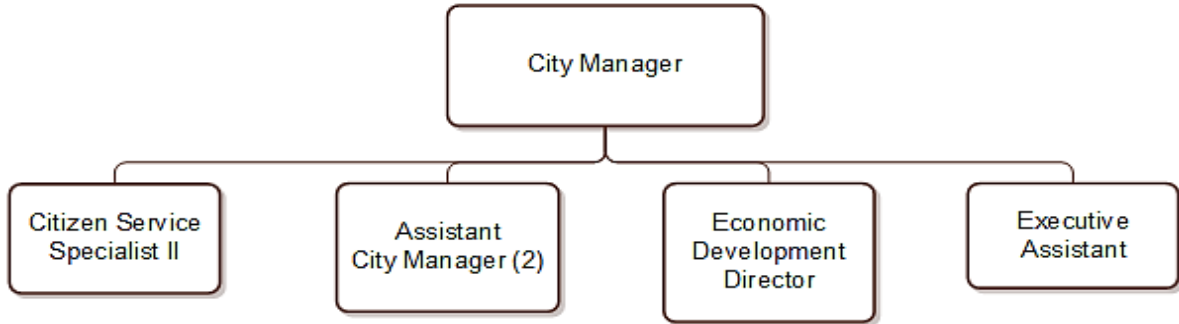 City Manager
Citizen Service
Specialist II
Assistant
City Manager (2)
Economic
Development
Director
Executive
Assistant